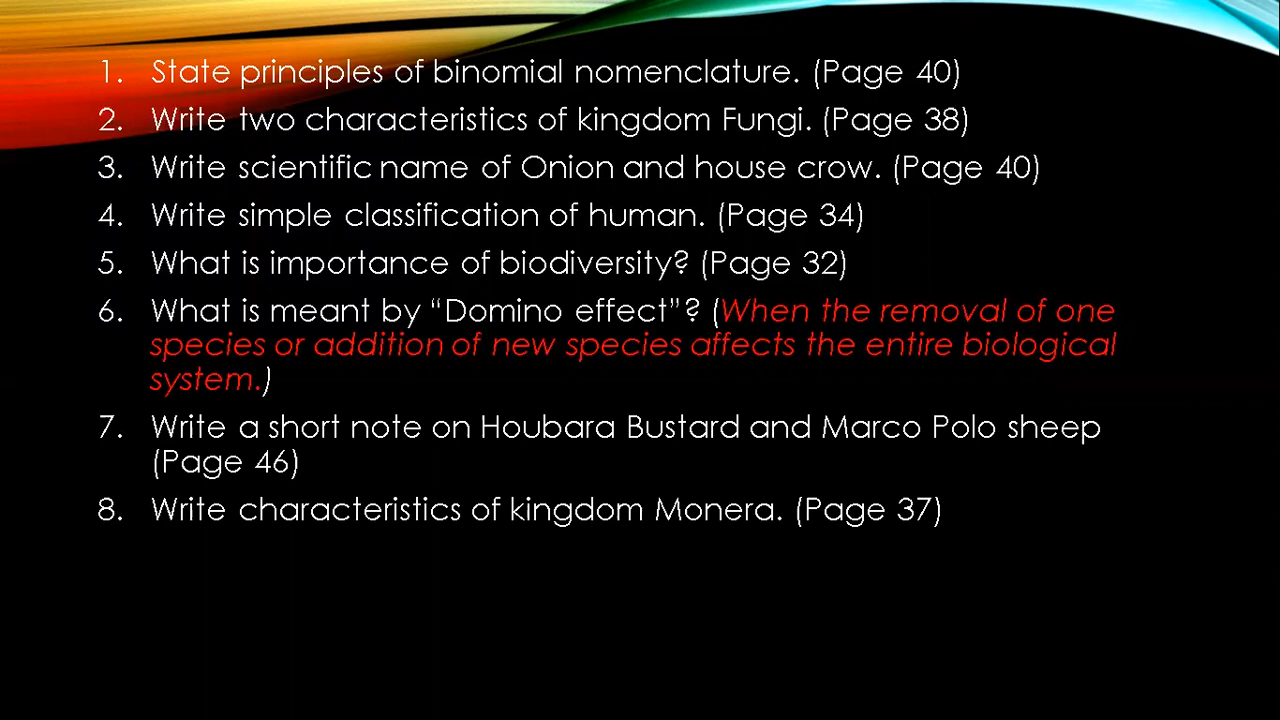 1. State principles of binomial nomenclature. (Page 40)
2. Write two characteristics of kingdom Fungi. (Page 38)
3. Write scientific name of Onion and house crow. (Page 40)
4. Write simple classification of human. (Page 34)
5. What is importance of biodiversity? (Page 32)
6. What is meant by “Domino effect”? (When the removal of one
species or addition of new species affects the entire biological
system.)
7. Write a short note on Houbara Bustard and Marco Polo sheep
(Page 46)
8. Write characteristics of kingdom Monera. (Page 37)